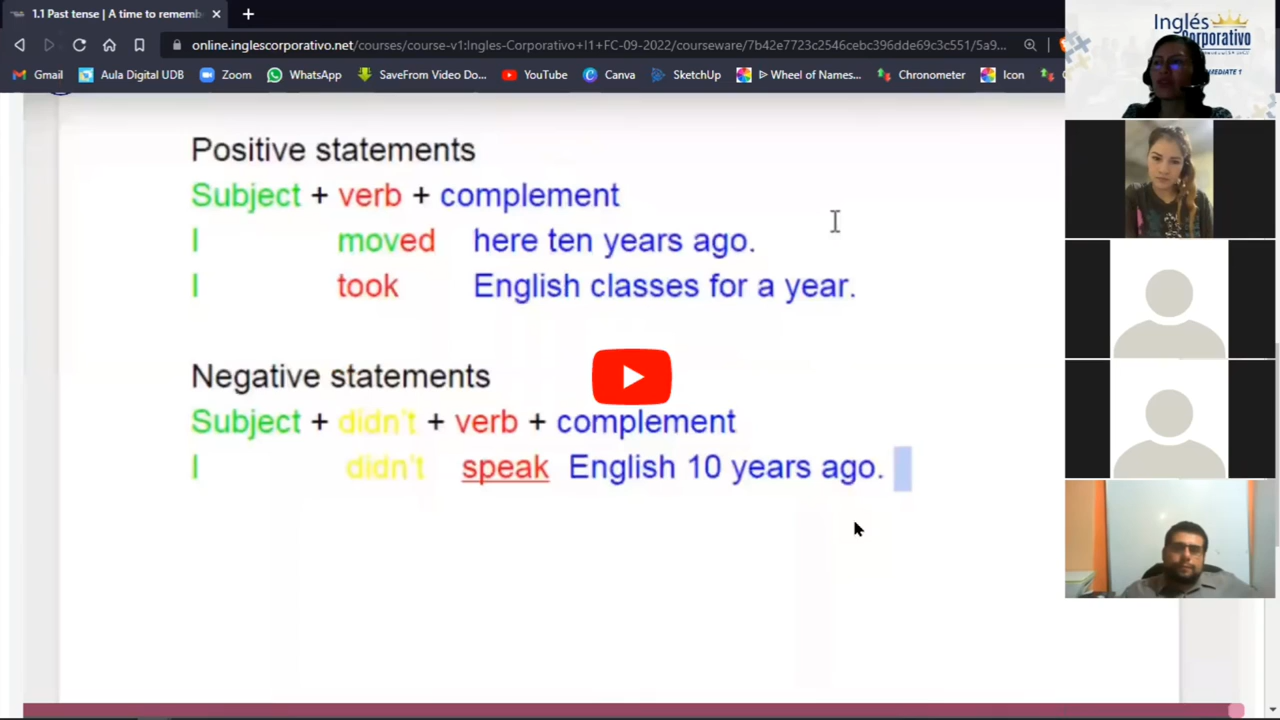 1.1 Past tense | A time to rememb
online.inglescorporativo.net/courses/course-v1:Ingles-Corporativo+I1+FC-09-2022/courseware/7b42e7723c2546cebc396dde69c3c551/5a9...
Gmail Aula Digital UDB Zoom WhatsApp SaveFrom Video Do... YouTube Canva SketchUp ᐅ Wheel of Names... Chronometer Icon
Inglés
Corporativo
Positive statements
Subject + verb + complement
I moved here ten years ago.
I took English classes for a year.
Negative statements
Subject + didn't + verb + complement
I didn't speak English 10 years ago.